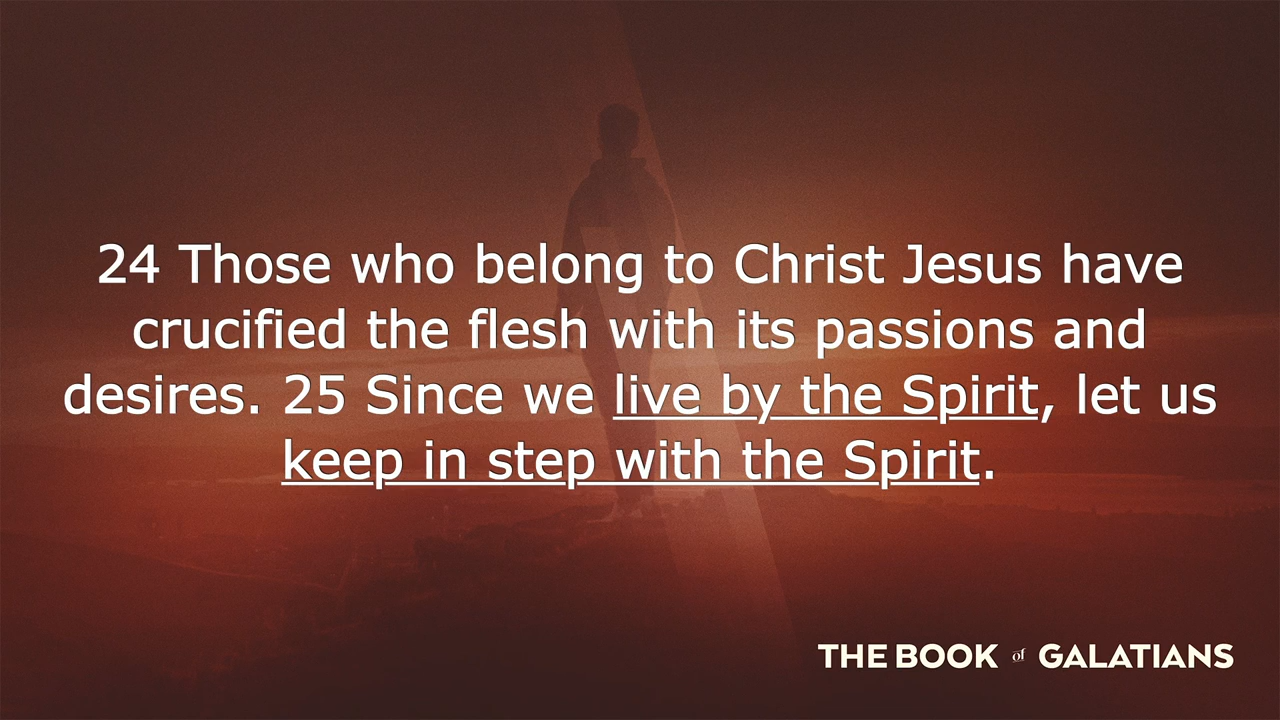 24 Those who belong to Christ Jesus have
crucified the flesh with its passions and
desires. 25 Since we live by the Spirit, let us
keep in step with the Spirit.
THE BOOK of GALATIANS